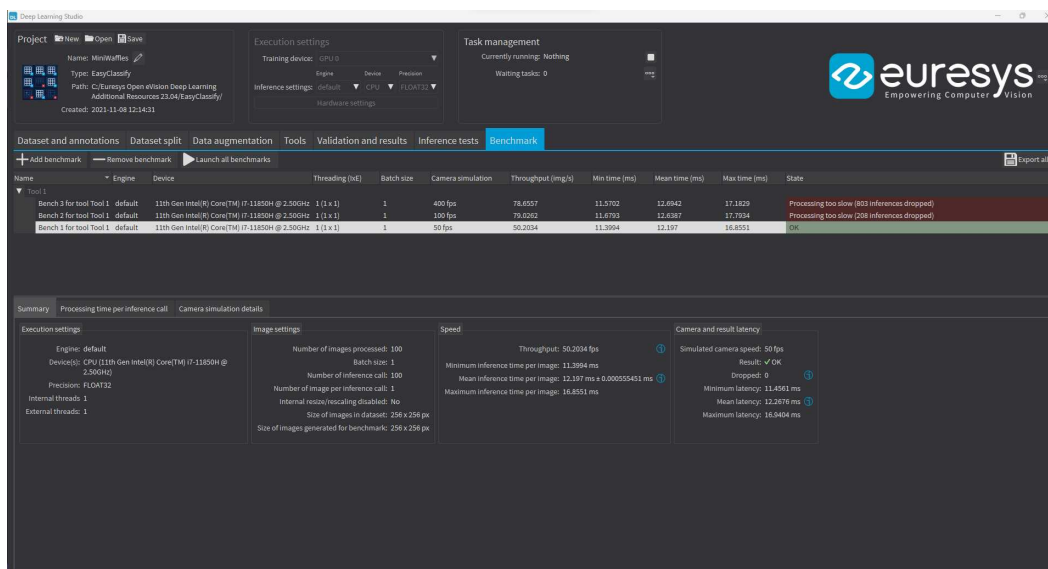 Deep Learning Studio
Project New Open Save
Name: MiniWaffles
Type: EasyClassify
Path: C:/Euresys Open eVision Deep Learning
Additional Resources 23.04/EasyClassify/
Created: 2021-11-08 12:14:31
Execution settings
Training device: GPU 0
Engine Device Precision
Inference settings: default CPU FLOAT32
Hardware settings
Task management
Currently running: Nothing
Waiting tasks: 0
euresys
Empowering Computer Vision
Dataset and annotations Dataset split Data augmentation Tools Validation and results Inference tests Benchmark
Add benchmark Remove benchmark Launch all benchmarks Export all
Name Engine Device Threading (IxE) Batch size Camera simulation Throughput (img/s) Min time (ms) Mean time (ms) Max time (ms) State
Tool 1
Bench 3 for tool Tool 1 default 11th Gen Intel(R) Core(TM) i7-11850H @ 2.50GHz 1 (1 x 1) 1 400 fps 78.6557 11.5702 12.6942 17.1829 Processing too slow (803 inferences dropped)
Bench 2 for tool Tool 1 default 11th Gen Intel(R) Core(TM) i7-11850H @ 2.50GHz 1 (1 x 1) 1 100 fps 79.0262 11.6793 12.6387 17.7934 Processing too slow (208 inferences dropped)
Bench 1 for tool Tool 1 default 11th Gen Intel(R) Core(TM) i7-11850H @ 2.50GHz 1 (1 x 1) 1 50 fps 50.2034 11.3994 12.197 16.8551 OK
Summary Processing time per inference call Camera simulation details
Execution settings
Engine: default
Device(s): CPU (11th Gen Intel(R) Core(TM) i7-11850H @
2.50GHz)
Precision: FLOAT32
Internal threads 1
External threads: 1
Image settings
Number of images processed: 100
Batch size: 1
Number of inference call: 100
Number of image per inference call: 1
Internal resize/rescaling disabled: No
Size of images in dataset: 256 x 256 px
Size of images generated for benchmark: 256 x 256 px
Speed
Throughput: 50.2034 fps
Minimum inference time per image: 11.3994 ms
Mean inference time per image: 12.197 ms ± 0.000555451 ms
Maximum inference time per image: 16.8551 ms
Camera and result latency
Simulated camera speed: 50 fps
Result: ✓ OK
Dropped: 0
Minimum latency: 11.4561 ms
Mean latency: 12.2676 ms
Maximum latency: 16.9404 ms